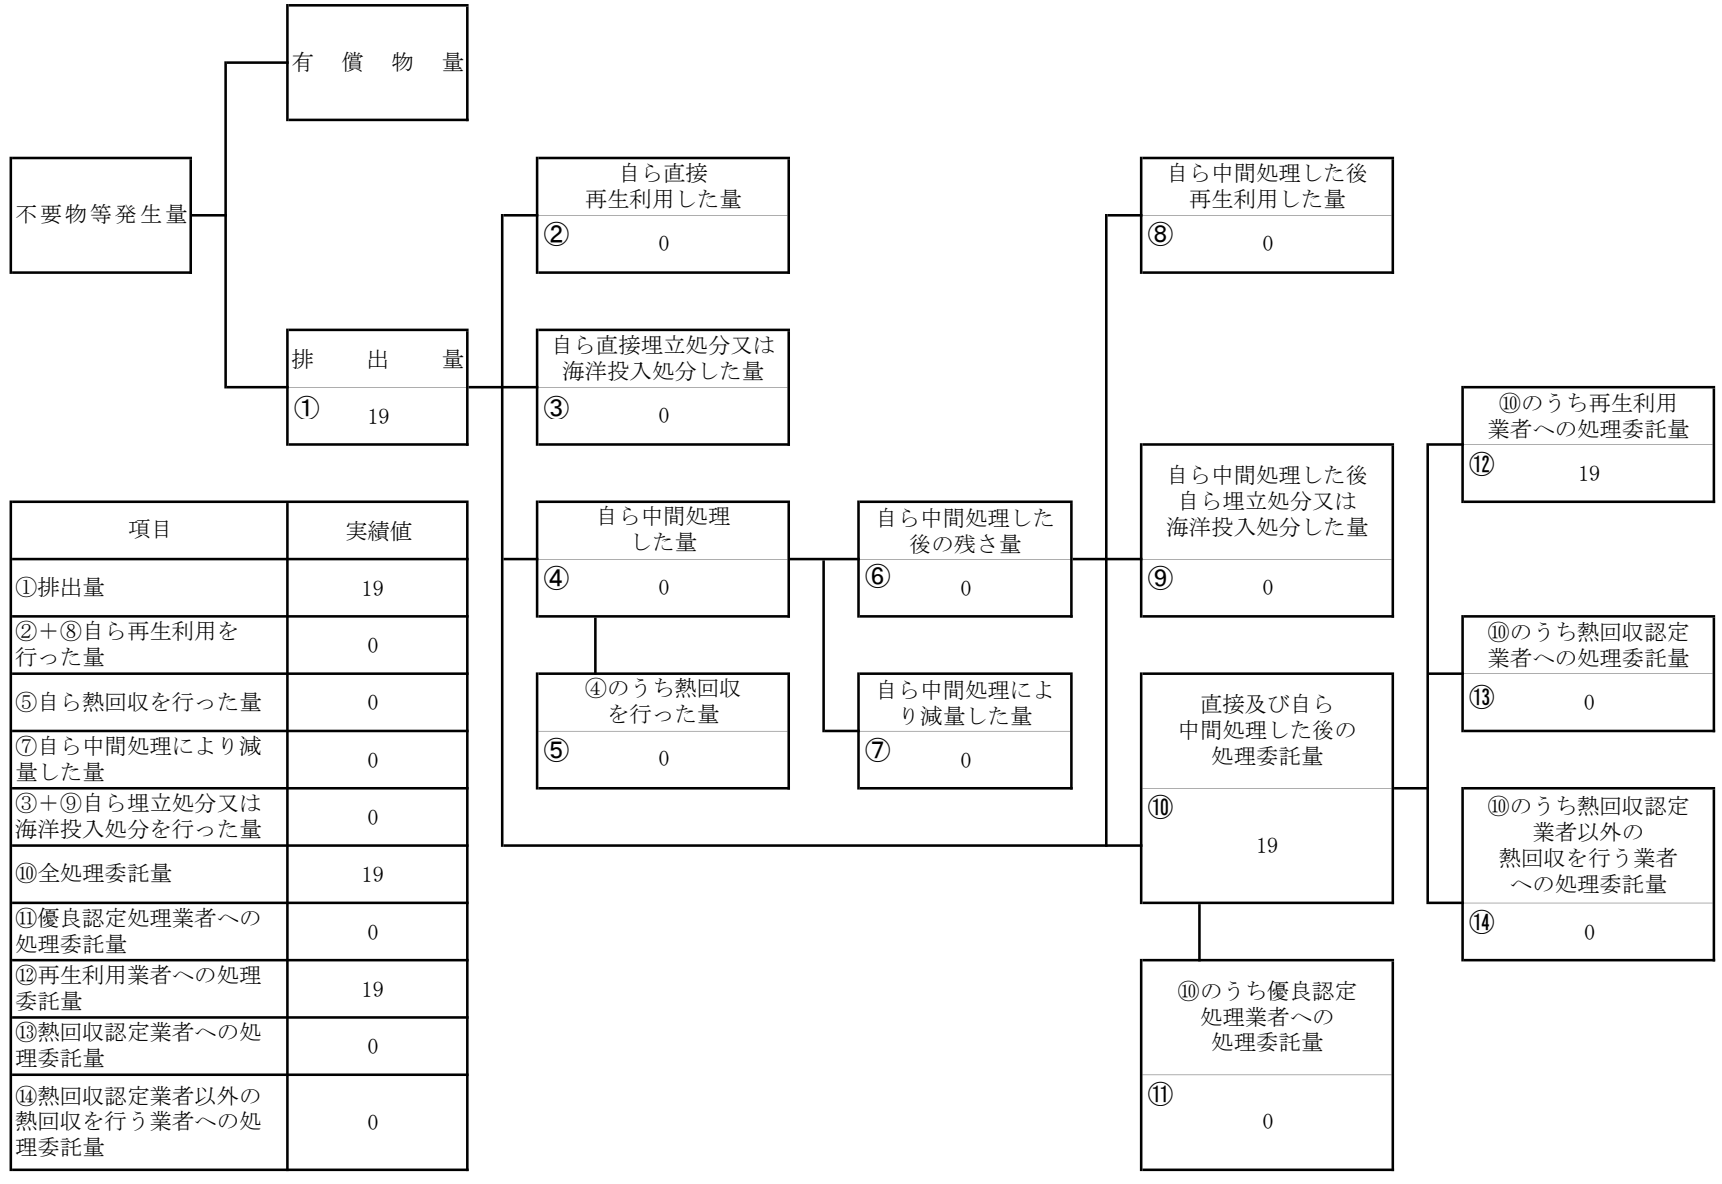 有償物量
不要物等発生量
排出量
① 19
自ら直接
再生利用した量
② 0
自ら直接埋立処分又は
海洋投入処分した量
③ 0
自ら中間処理
した量
④ 0
④のうち熱回収
を行った量
⑤ 0
自ら中間処理した
後の残さ量
⑥ 0
自ら中間処理によ
り減量した量
⑦ 0
自ら中間処理した後
再生利用した量
⑧ 0
自ら中間処理した後
自ら埋立処分又は
海洋投入処分した量
⑨ 0
直接及び自ら
中間処理した後の
処理委託量
⑩
19
⑩のうち優良認定
処理業者への
処理委託量
⑪
0
⑩のうち再生利用
業者への処理委託量
⑫ 19
⑩のうち熱回収認定
業者への処理委託量
⑬ 0
⑩のうち熱回収認定
業者以外の
熱回収を行う業者
への処理委託量
⑭ 0
項目 実績値
①排出量 19
②＋⑧自ら再生利用を
行った量 0
⑤自ら熱回収を行った量 0
⑦自ら中間処理により減
量した量 0
③＋⑨自ら埋立処分又は
海洋投入処分を行った量 0
⑩全処理委託量 19
⑪優良認定処理業者への
処理委託量 0
⑫再生利用業者への処理
委託量 19
⑬熱回収認定業者への処
理委託量 0
⑭熱回収認定業者以外の
熱回収を行う業者への処 0
理委託量